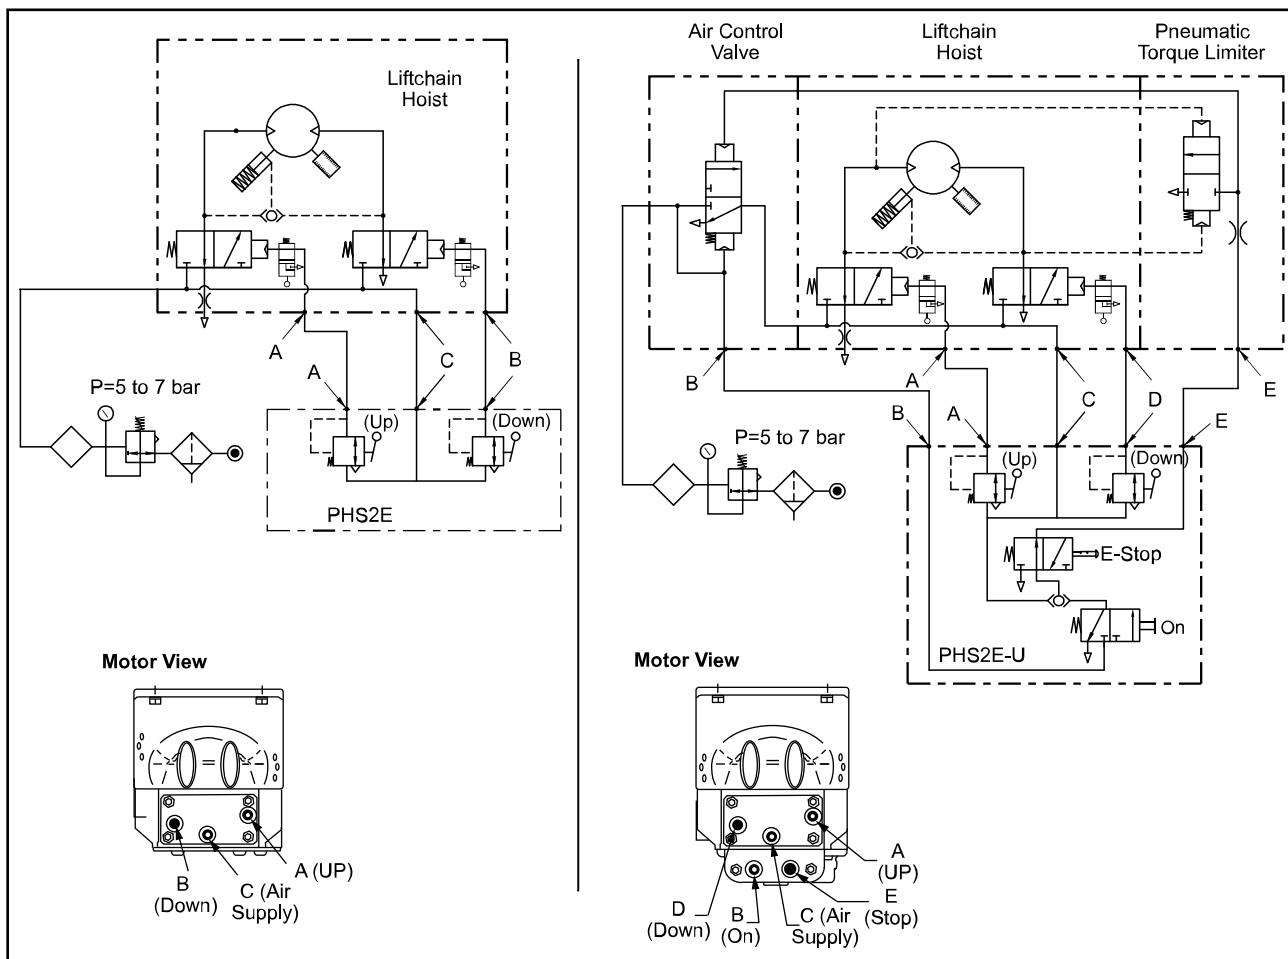 Liftchain
Hoist
A
C
B
A
P=5 to 7 bar
(Up)
(Down)
PHS2E
Motor View
B
(Down)
C (Air
Supply)
A (UP)
Air Control
Valve
Liftchain
Hoist
Pneumatic
Torque Limiter
B
A
C
D
E
B
A
E
P=5 to 7 bar
(Up)
(Down)
E-Stop
On
PHS2E-U
Motor View
D
(Down)
B
(On)
C (Air
Supply)
E
(Stop)
A
(UP)